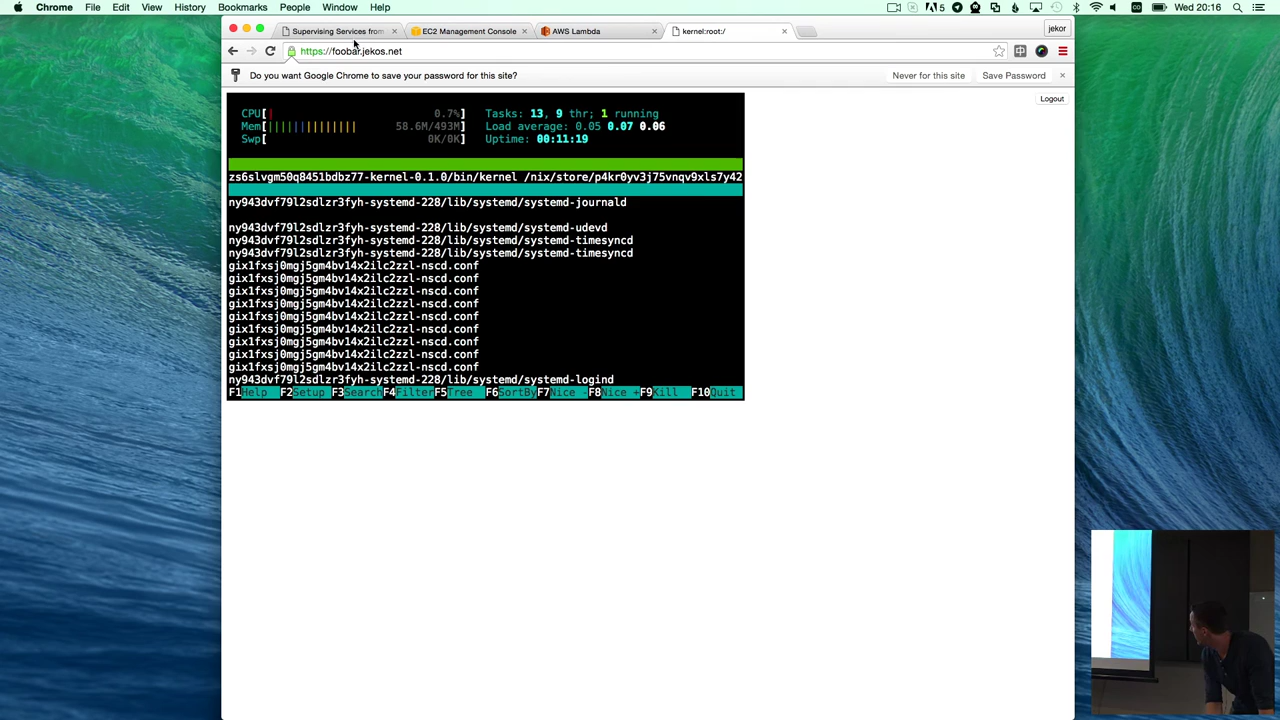 Chrome File Edit View History Bookmarks People Window Help
5 Wed 20:16
Supervising Services from
EC2 Management Console
AWS Lambda
kernel:root:/
jekor
https://foobar.jekos.net
Do you want Google Chrome to save your password for this site? Never for this site Save Password
Logout
CPU[| 0.7%] Tasks: 13, 9 thr; 1 running
Mem[|||||||||||||| 58.6M/493M] Load average: 0.05 0.07 0.06
Swp[ 0K/0K] Uptime: 00:11:19
zs6slvgm50q8451bdbz77-kernel-0.1.0/bin/kernel /nix/store/p4kr0yv3j75vnqv9xls7y42
ny943dvf79l2sdlzr3fyh-systemd-228/lib/systemd/systemd-journald
ny943dvf79l2sdlzr3fyh-systemd-228/lib/systemd/systemd-udevd
ny943dvf79l2sdlzr3fyh-systemd-228/lib/systemd/systemd-timesyncd
ny943dvf79l2sdlzr3fyh-systemd-228/lib/systemd/systemd-timesyncd
gix1fxsj0mgj5gm4bv14x2ilc2zzl-nscd.conf
gix1fxsj0mgj5gm4bv14x2ilc2zzl-nscd.conf
gix1fxsj0mgj5gm4bv14x2ilc2zzl-nscd.conf
gix1fxsj0mgj5gm4bv14x2ilc2zzl-nscd.conf
gix1fxsj0mgj5gm4bv14x2ilc2zzl-nscd.conf
gix1fxsj0mgj5gm4bv14x2ilc2zzl-nscd.conf
gix1fxsj0mgj5gm4bv14x2ilc2zzl-nscd.conf
gix1fxsj0mgj5gm4bv14x2ilc2zzl-nscd.conf
gix1fxsj0mgj5gm4bv14x2ilc2zzl-nscd.conf
ny943dvf79l2sdlzr3fyh-systemd-228/lib/systemd/systemd-logind
F1Help F2Setup F3SearchF4FilterF5Tree F6SortByF7Nice -F8Nice +F9Kill F10Quit